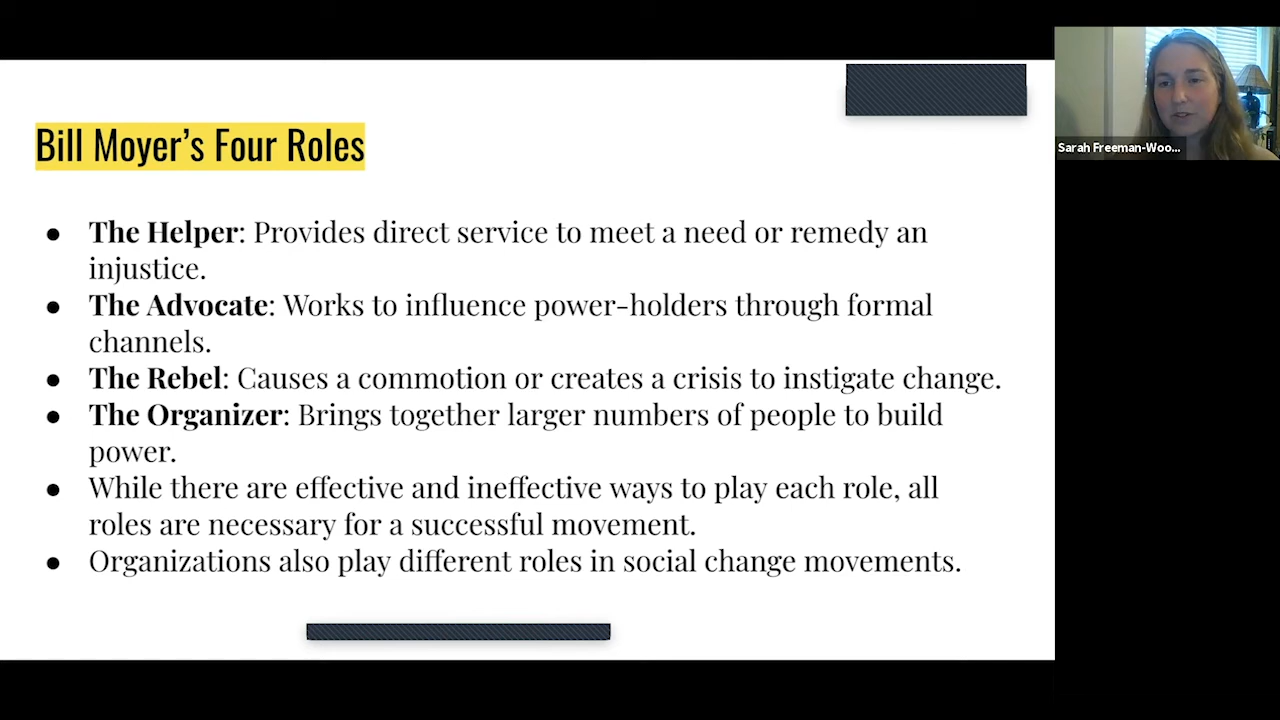 Bill Moyer’s Four Roles
● The Helper: Provides direct service to meet a need or remedy an
injustice.
● The Advocate: Works to influence power-holders through formal
channels.
● The Rebel: Causes a commotion or creates a crisis to instigate change.
● The Organizer: Brings together larger numbers of people to build
power.
● While there are effective and ineffective ways to play each role, all
roles are necessary for a successful movement.
● Organizations also play different roles in social change movements.
Sarah Freeman-Woo...